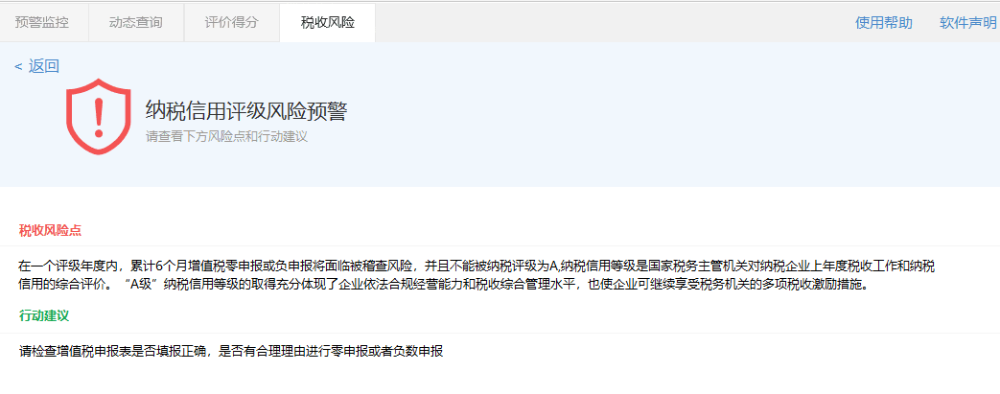 预警监控 动态查询 评价得分 税收风险 使用帮助 软件声明
< 返回
纳税信用评级风险预警
请查看下方风险点和行动建议
税收风险点
在一个评级年度内，累计6个月增值税零申报或负申报将面临被稽查风险，并且不能被纳税评级为A,纳税信用等级是国家税务主管机关对纳税企业上年度税收工作和纳税
信用的综合评价。“A级”纳税信用等级的取得充分体现了企业依法合规经营能力和税收综合管理水平，也使企业可继续享受税务机关的多项税收激励措施。
行动建议
请检查增值税申报表是否填报正确，是否有合理理由进行零申报或者负数申报